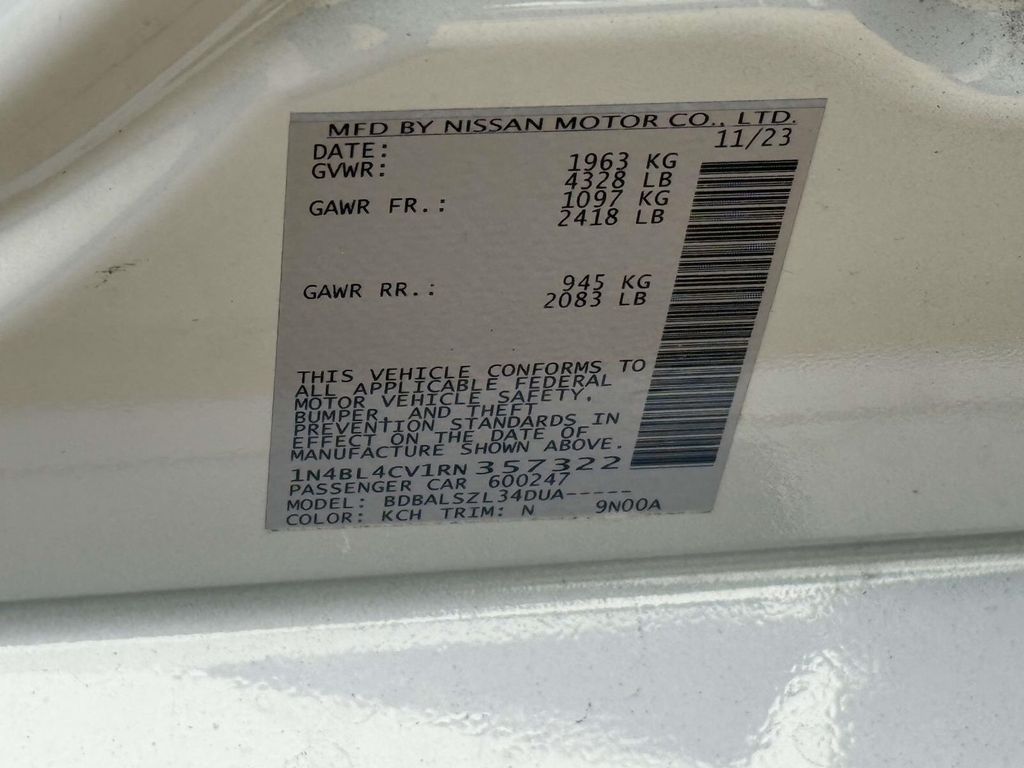 MFD BY NISSAN MOTOR CO., LTD.
DATE: 11/23
GVWR: 1963 KG
4328 LB
GAWR FR.: 1097 KG
2418 LB
GAWR RR.: 945 KG
2083 LB
THIS VEHICLE CONFORMS TO
ALL APPLICABLE FEDERAL
MOTOR VEHICLE SAFETY,
BUMPER, AND THEFT
PREVENTION STANDARDS IN
EFFECT ON THE DATE OF
MANUFACTURE SHOWN ABOVE.
1N4BL4CV1RN357322
PASSENGER CAR 600247
MODEL: BDBALSZL34DUA-----
COLOR: KCH TRIM: N 9N00A